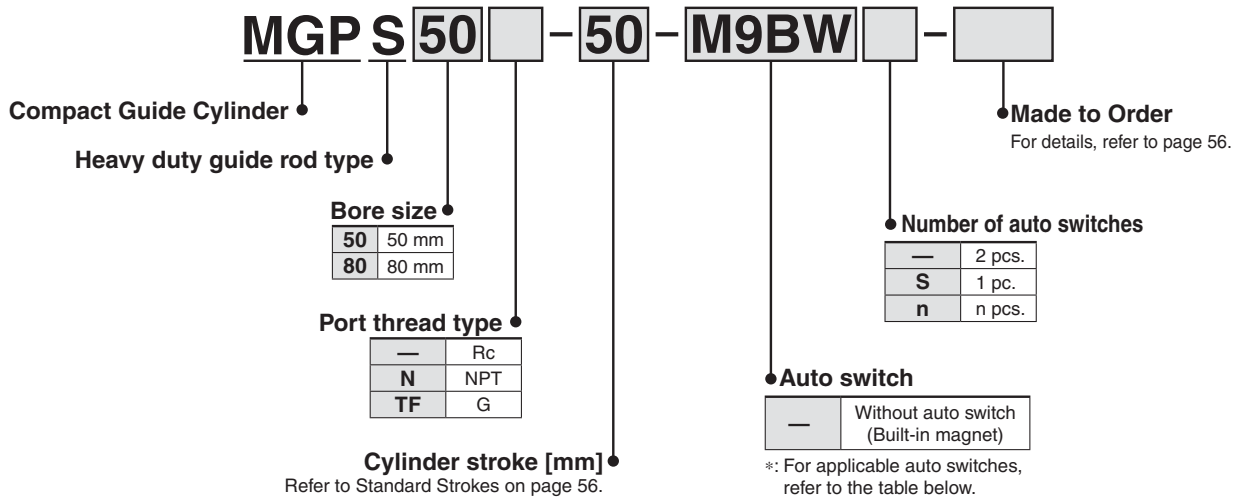 MGP S 50 – 50 – M9BW –
Compact Guide Cylinder
Heavy duty guide rod type
Made to Order
For details, refer to page 56.
Bore size
50 50 mm
80 80 mm
Number of auto switches
— 2 pcs.
S 1 pc.
n n pcs.
Port thread type
— Rc
N NPT
TF G
Auto switch
— Without auto switch
(Built-in magnet)
*: For applicable auto switches,
refer to the table below.
Cylinder stroke [mm]
Refer to Standard Strokes on page 56.